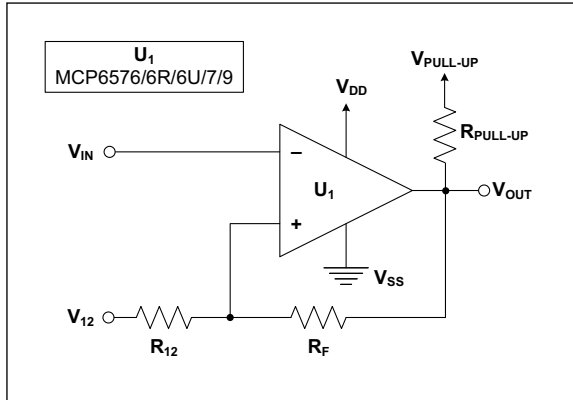 U1
MCP6576/6R/6U/7/9
VPULL-UP
VDD
RPULL-UP
VIN
−
U1
VOUT
+
VSS
V12
R12
RF